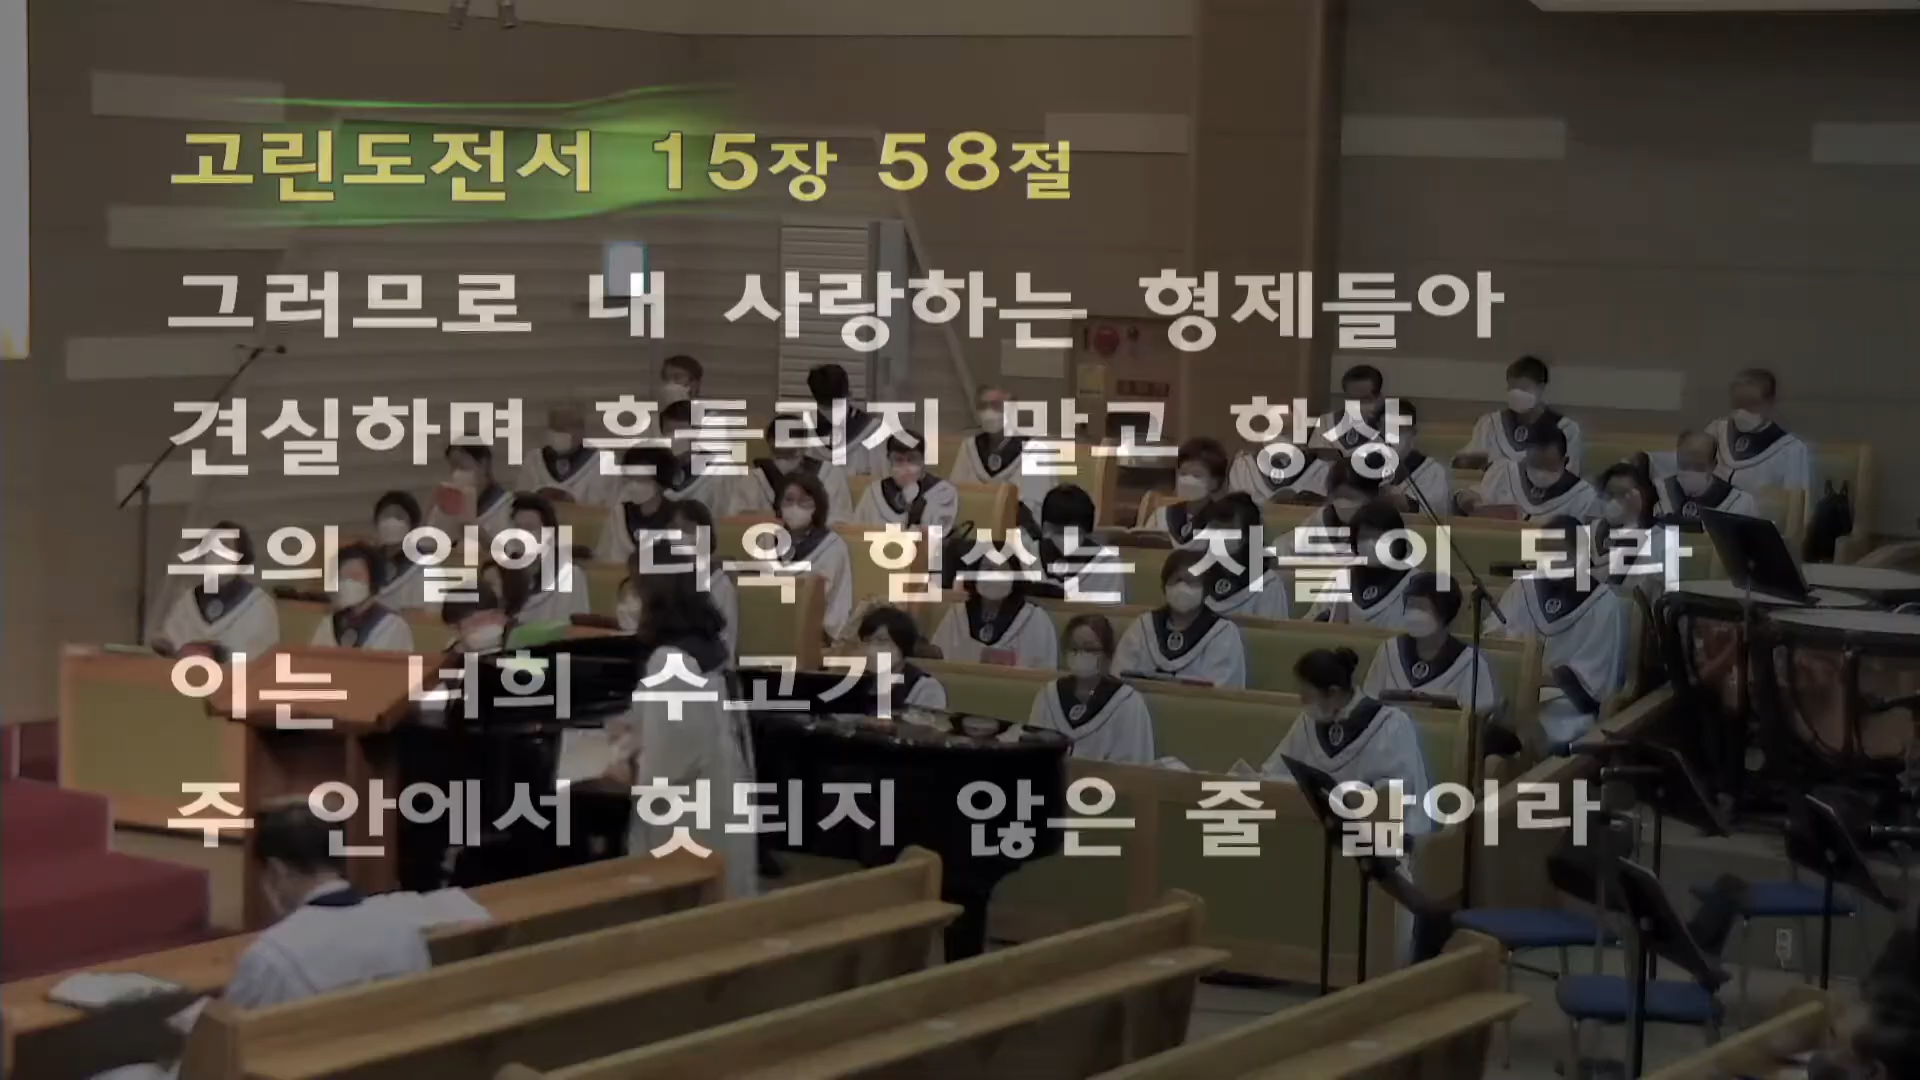 고린도전서 15장 58절
그러므로 내 사랑하는 형제들아
견실하며 흔들리지 말고 항상
주의 일에 더욱 힘쓰는 자들이 되라
이는 너희 수고가
주 안에서 헛되지 않은 줄 앎이라